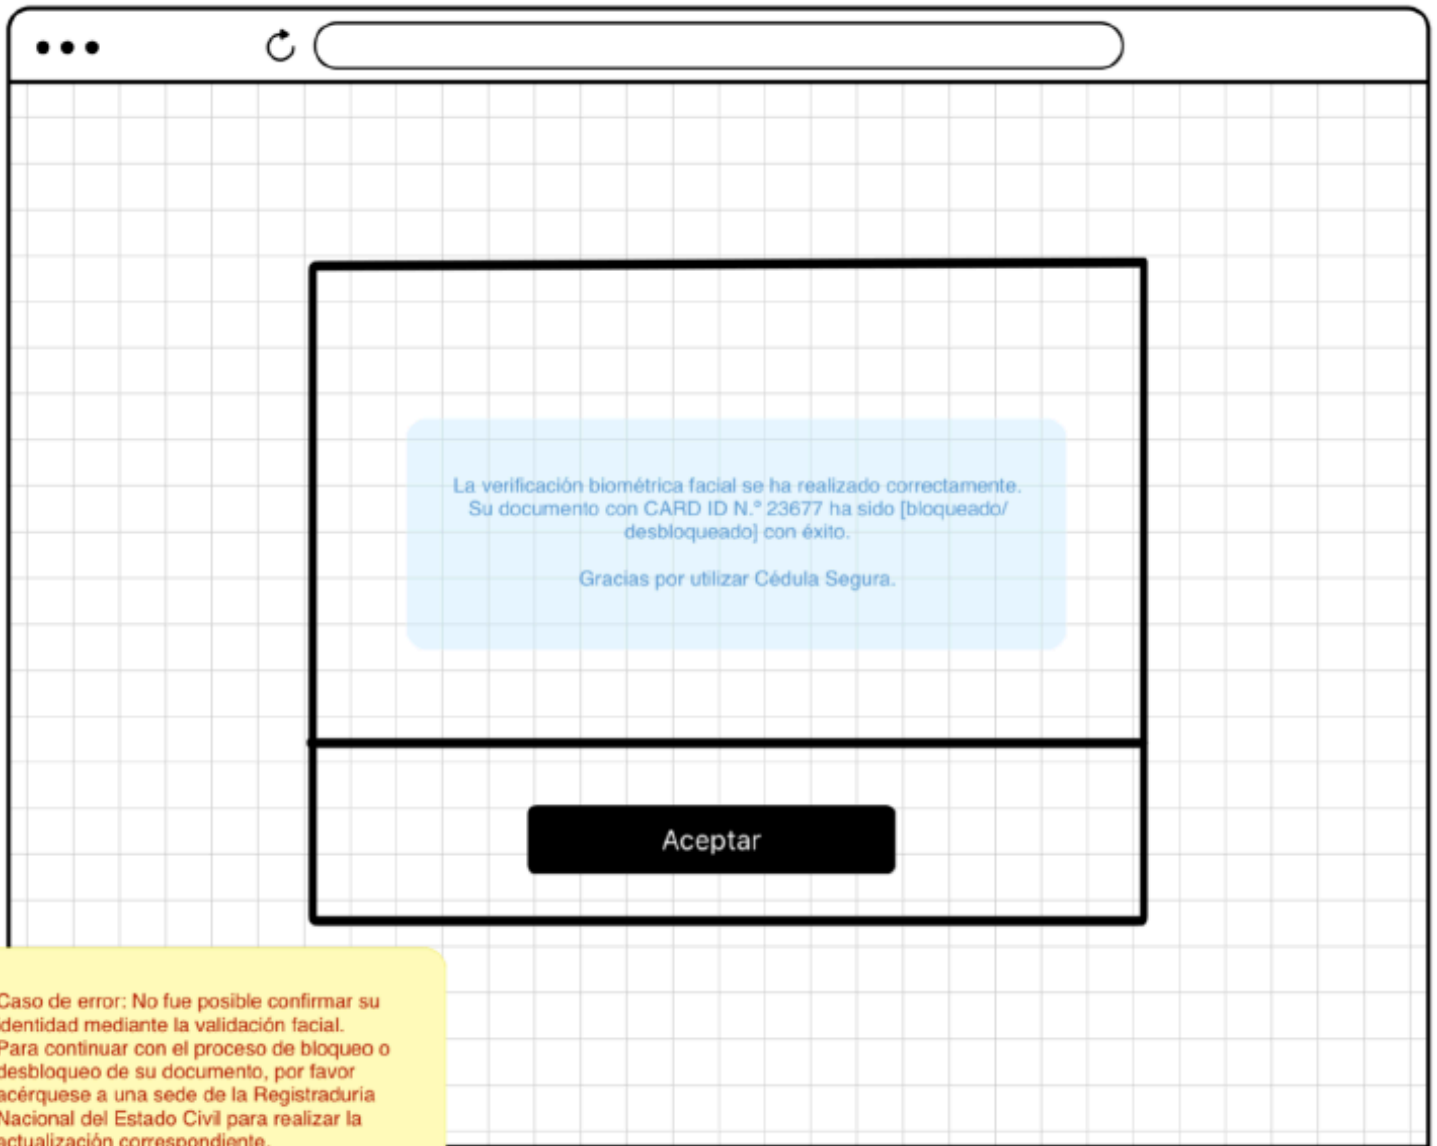 La verificación biométrica facial se ha realizado correctamente.
Su documento con CARD ID N.º 23677 ha sido [bloqueado/
desbloqueado] con éxito.
Gracias por utilizar Cédula Segura.
Aceptar
Caso de error: No fue posible confirmar su
identidad mediante la validación facial.
Para continuar con el proceso de bloqueo o
desbloqueo de su documento, por favor
acérquese a una sede de la Registraduría
Nacional del Estado Civil para realizar la
actualización correspondiente.